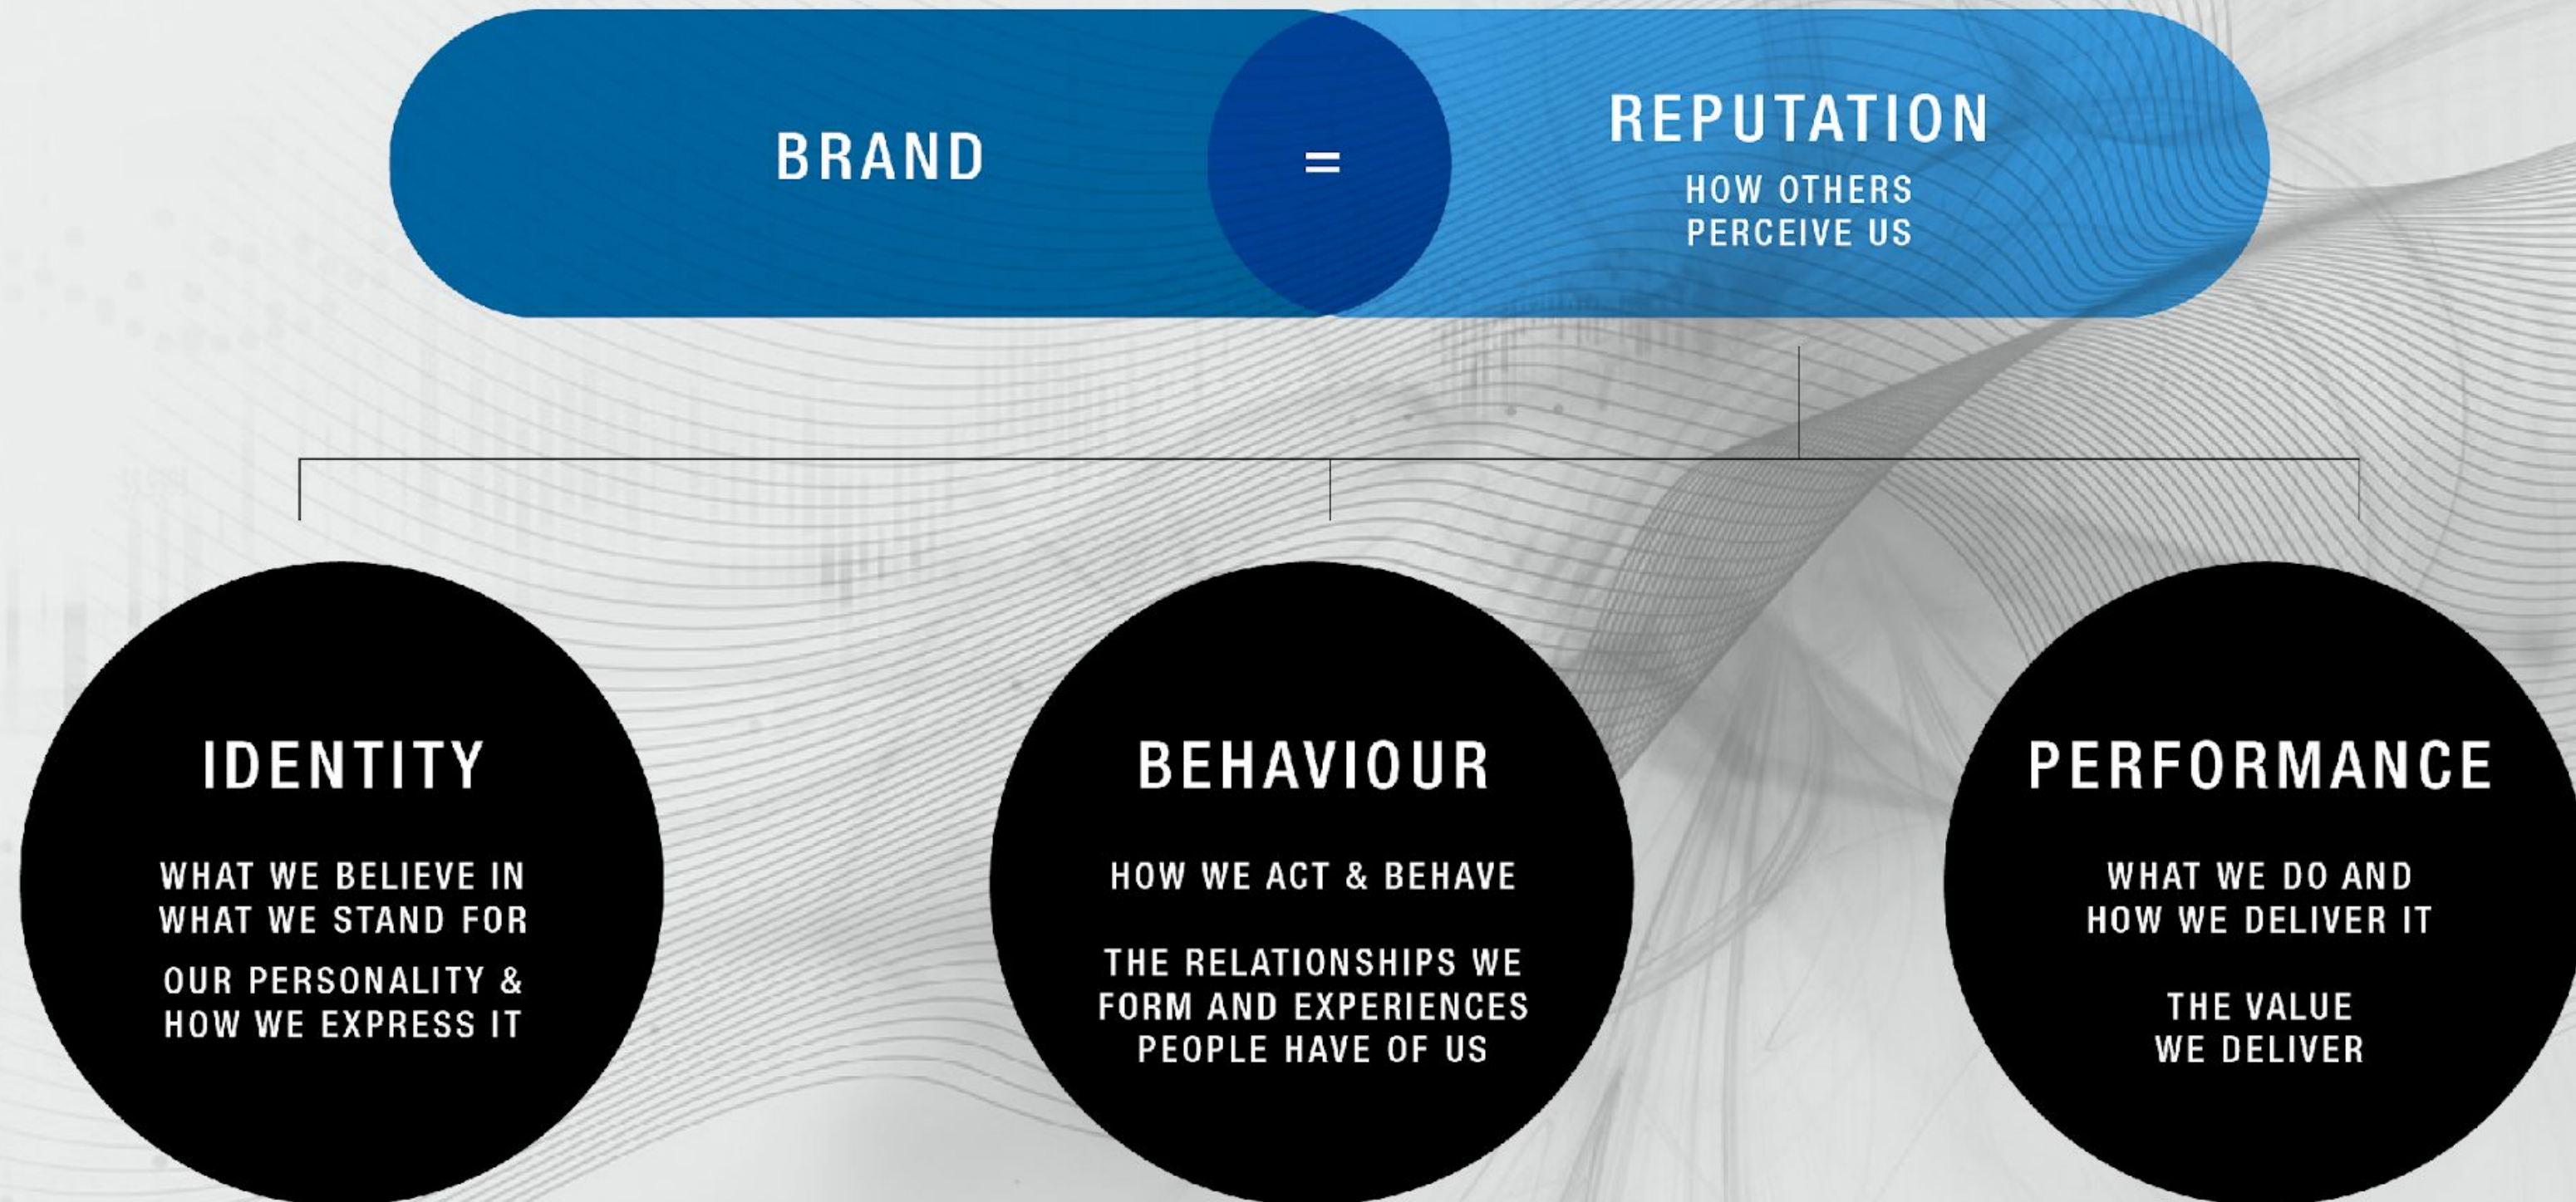 BRAND
=
REPUTATION
HOW OTHERS
PERCEIVE US
IDENTITY
WHAT WE BELIEVE IN
WHAT WE STAND FOR
OUR PERSONALITY &
HOW WE EXPRESS IT
BEHAVIOUR
HOW WE ACT & BEHAVE
THE RELATIONSHIPS WE
FORM AND EXPERIENCES
PEOPLE HAVE OF US
PERFORMANCE
WHAT WE DO AND
HOW WE DELIVER IT
THE VALUE
WE DELIVER